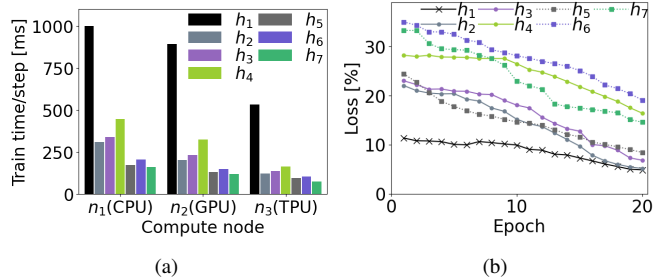 1000
750
500
250
0
Train time/step [ms]
h1
h2
h3
h4
h5
h6
h7
n1(CPU)
n2(GPU)
n3(TPU)
Compute node
(a)
30
20
10
0
Loss [%]
h1
h2
h3
h4
h5
h6
h7
0
10
20
Epoch
(b)